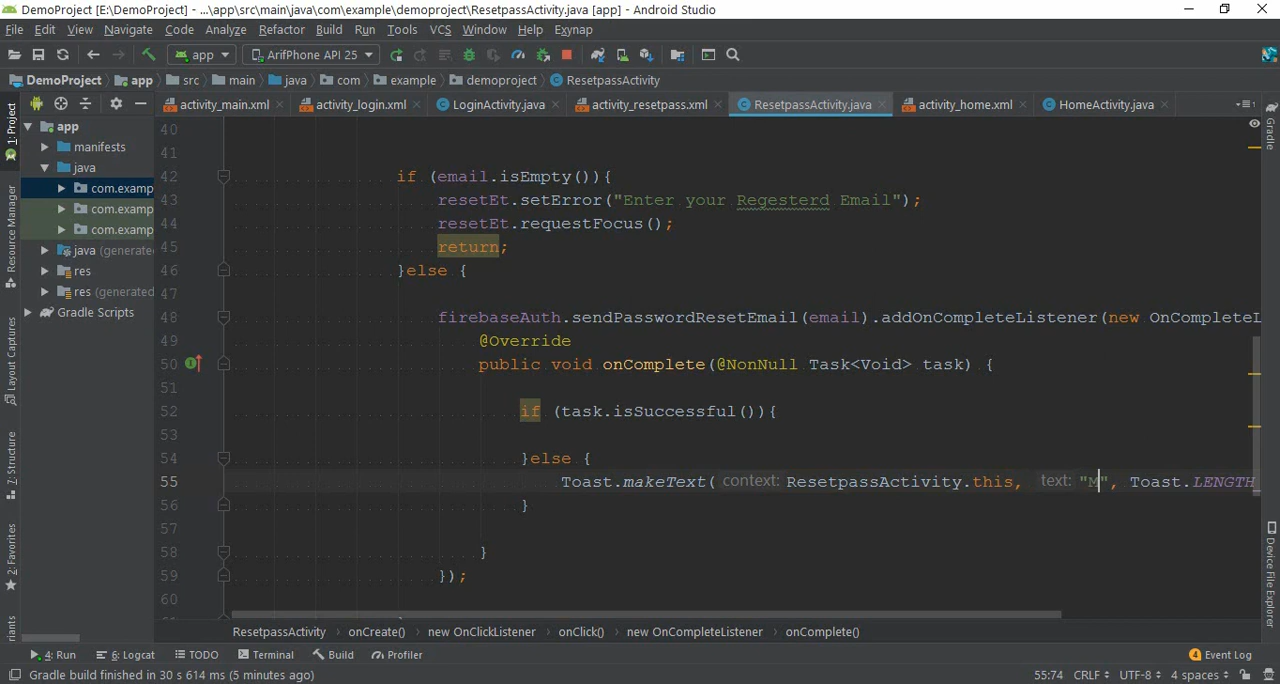 DemoProject [E:\DemoProject] - ...\app\src\main\java\com\example\demoproject\ResetpassActivity.java [app] - Android Studio
File Edit View Navigate Code Analyze Refactor Build Run Tools VCS Window Help Exynap
app ArifPhone API 25
DemoProject app src main java com example demoproject ResetpassActivity
activity_main.xml activity_login.xml LoginActivity.java activity_resetpass.xml ResetpassActivity.java activity_home.xml HomeActivity.java
1: Project
Resource Manager
Layout Captures
7: Structure
2: Favorites
app
manifests
java
com.examp
com.examp
com.examp
java (generate
res
res (generated
Gradle Scripts
40
41
42 if (email.isEmpty()){
43 resetEt.setError("Enter your Regesterd Email");
44 resetEt.requestFocus();
45 return;
46 }else {
47
48 firebaseAuth.sendPasswordResetEmail(email).addOnCompleteListener(new OnCompleteL
49 @Override
50 public void onComplete(@NonNull Task<Void> task) {
51
52 if (task.isSuccessful()){
53
54 }else {
55 Toast.makeText( context: ResetpassActivity.this, text: "M", Toast.LENGTH
56 }
57
58 }
59 });
60
Gradle
Device File Explorer
ResetpassActivity › onCreate() › new OnClickListener › onClick() › new OnCompleteListener › onComplete()
4: Run 6: Logcat TODO Terminal Build Profiler 4 Event Log
Gradle build finished in 30 s 614 ms (5 minutes ago) 55:74 CRLF UTF-8 4 spaces